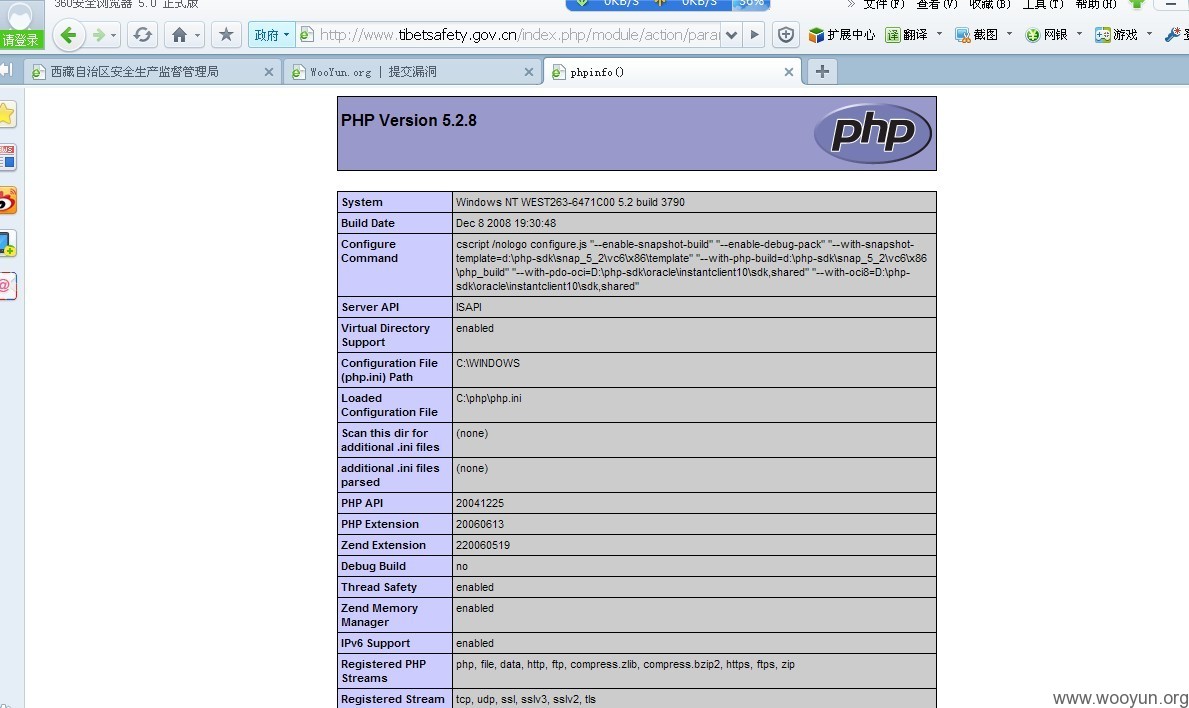 360安全浏览器 5.0 正式版
0KB/S 0KB/S 56%
文件(F) 查看(V) 收藏(B) 工具(T) 帮助(H)
请登录
政府 http://www.tibetsafety.gov.cn/index.php/module/action/para 扩展中心 翻译 截图 网银 游戏
西藏自治区安全生产监督管理局 WooYun.org | 提交漏洞 phpinfo()
PHP Version 5.2.8
php
System Windows NT WEST263-6471C00 5.2 build 3790
Build Date Dec 8 2008 19:30:48
Configure Command cscript /nologo configure.js "--enable-snapshot-build" "--enable-debug-pack" "--with-snapshot-
template=d:\php-sdk\snap_5_2\vc6\x86\template" "--with-php-build=d:\php-sdk\snap_5_2\vc6\x86
\php_build" "--with-pdo-oci=D:\php-sdk\oracle\instantclient10\sdk,shared" "--with-oci8=D:\php-
sdk\oracle\instantclient10\sdk,shared"
Server API ISAPI
Virtual Directory Support enabled
Configuration File (php.ini) Path C:\WINDOWS
Loaded Configuration File C:\php\php.ini
Scan this dir for additional .ini files (none)
additional .ini files parsed (none)
PHP API 20041225
PHP Extension 20060613
Zend Extension 220060519
Debug Build no
Thread Safety enabled
Zend Memory Manager enabled
IPv6 Support enabled
Registered PHP Streams php, file, data, http, ftp, compress.zlib, compress.bzip2, https, ftps, zip
Registered Stream tcp, udp, ssl, sslv3, sslv2, tls
www.wooyun.org